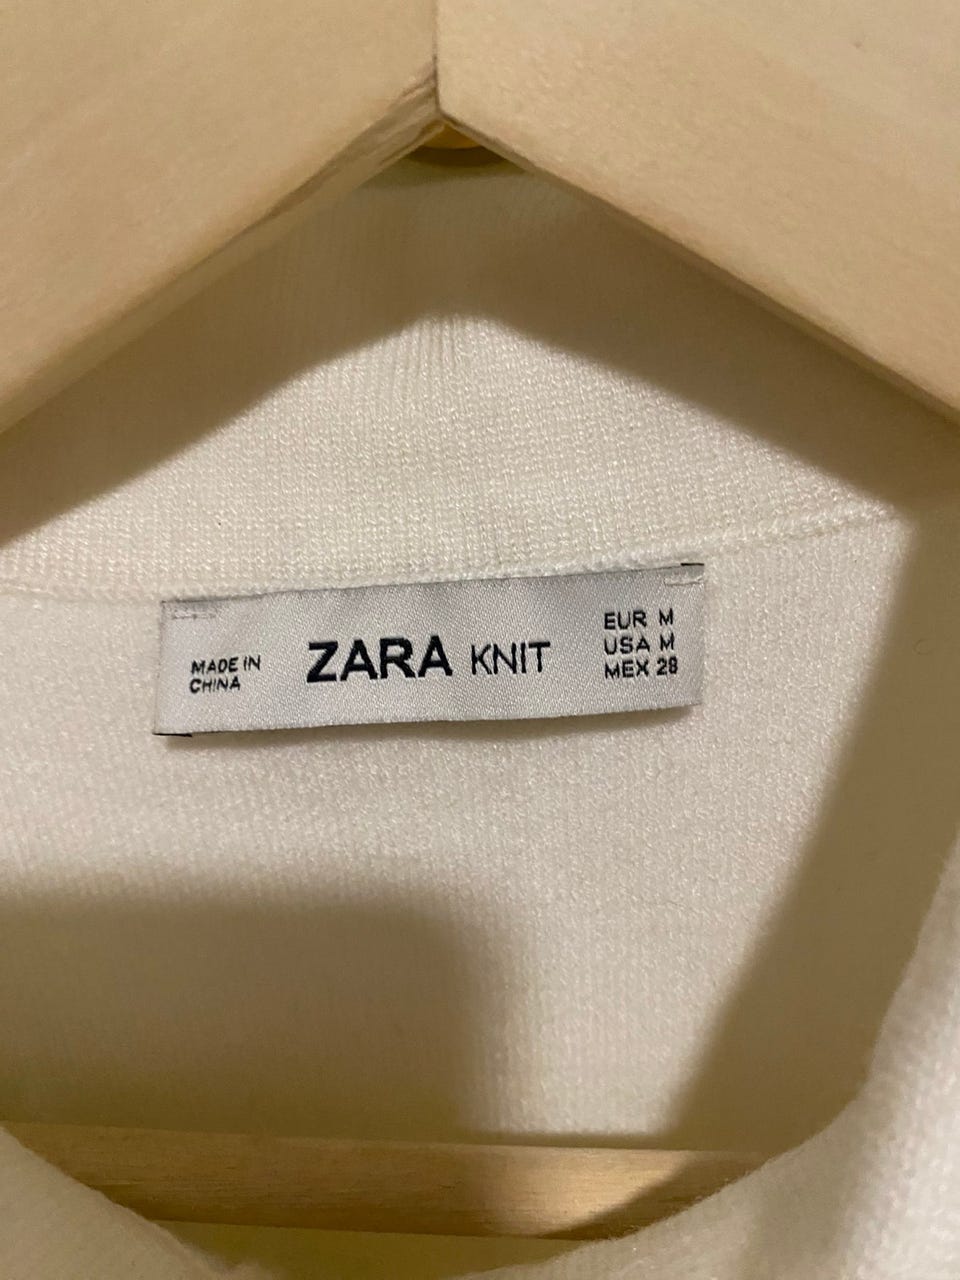 MADE IN
CHINA
ZARA KNIT
EUR M
USA M
MEX 28